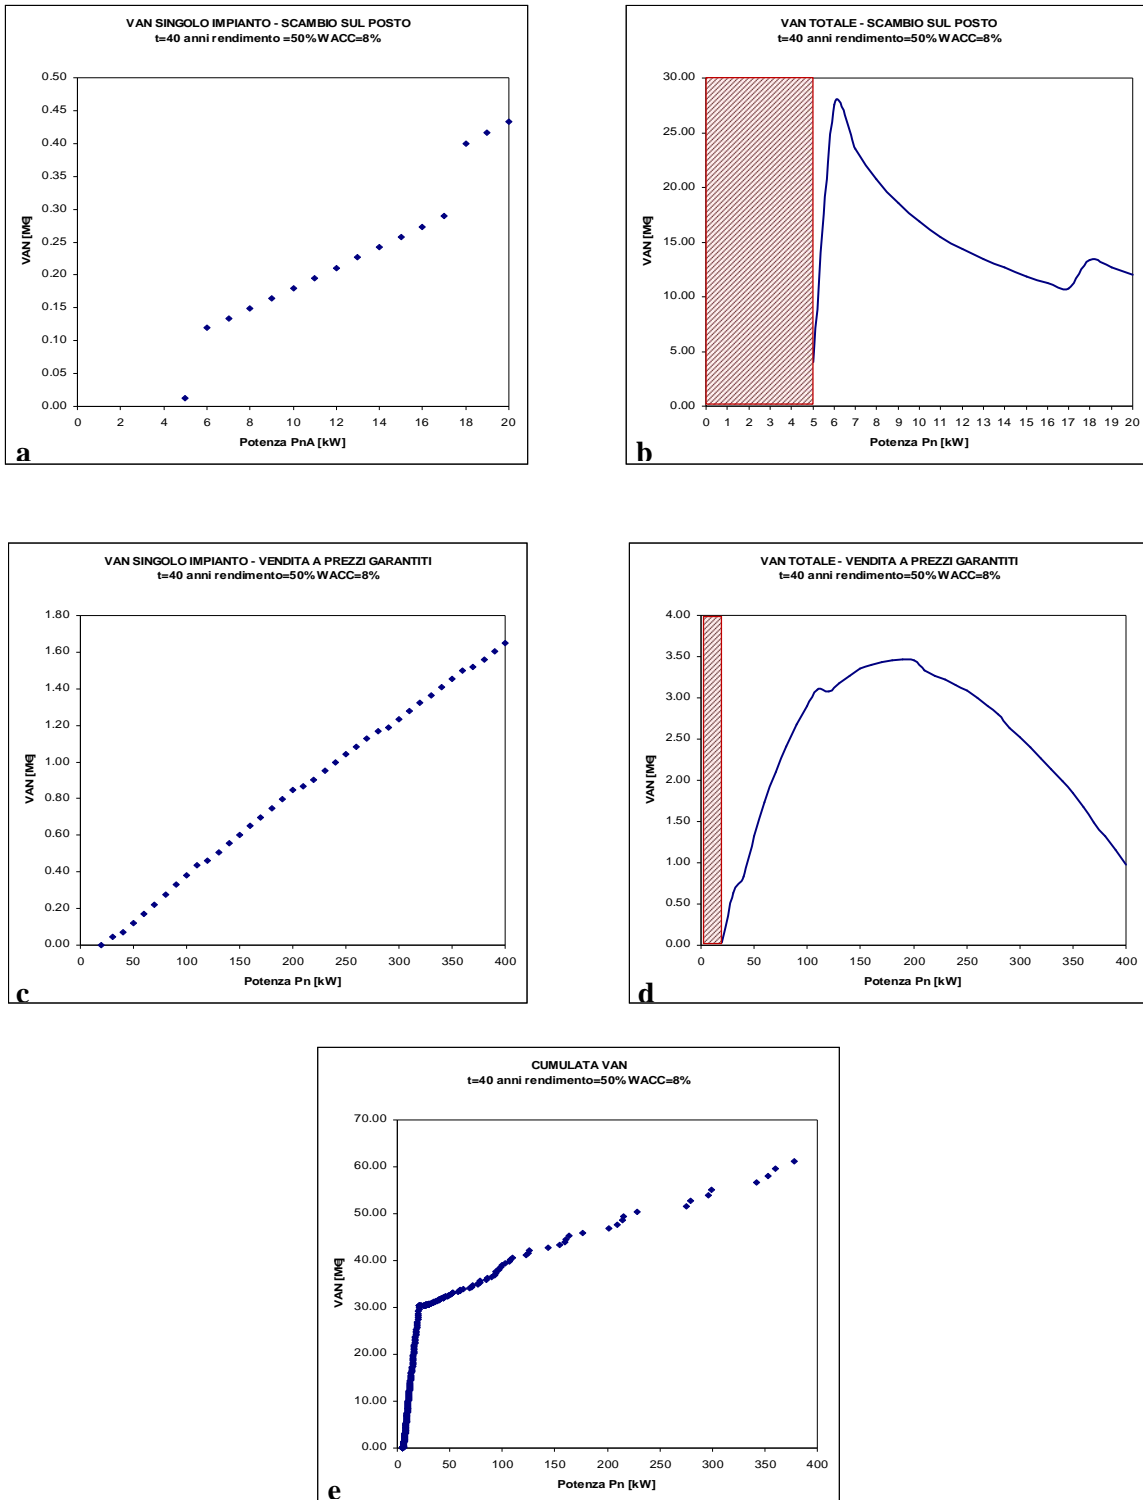 VAN SINGOLO IMPIANTO - SCAMBIO SUL POSTO
t=40 anni rendimento =50% WACC=8%
0.50
0.45
0.40
0.35
0.30
0.25
0.20
0.15
0.10
0.05
0.00
VAN [M€]
0 2 4 6 8 10 12 14 16 18 20
Potenza PnA [kW]
a
VAN TOTALE - SCAMBIO SUL POSTO
t=40 anni rendimento=50% WACC=8%
30.00
25.00
20.00
15.00
10.00
5.00
0.00
VAN [M€]
0 1 2 3 4 5 6 7 8 9 10 11 12 13 14 15 16 17 18 19 20
Potenza Pn [kW]
b
VAN SINGOLO IMPIANTO - VENDITA A PREZZI GARANTITI
t=40 anni rendimento=50% WACC=8%
1.80
1.60
1.40
1.20
1.00
0.80
0.60
0.40
0.20
0.00
VAN [M€]
0 50 100 150 200 250 300 350 400
Potenza Pn [kW]
c
VAN TOTALE - VENDITA A PREZZI GARANTITI
t=40 anni rendimento=50% WACC=8%
4.00
3.50
3.00
2.50
2.00
1.50
1.00
0.50
0.00
VAN [M€]
0 50 100 150 200 250 300 350 400
Potenza Pn [kW]
d
CUMULATA VAN
t=40 anni rendimento=50% WACC=8%
70.00
60.00
50.00
40.00
30.00
20.00
10.00
0.00
VAN [M€]
0 50 100 150 200 250 300 350 400
Potenza Pn [kW]
e